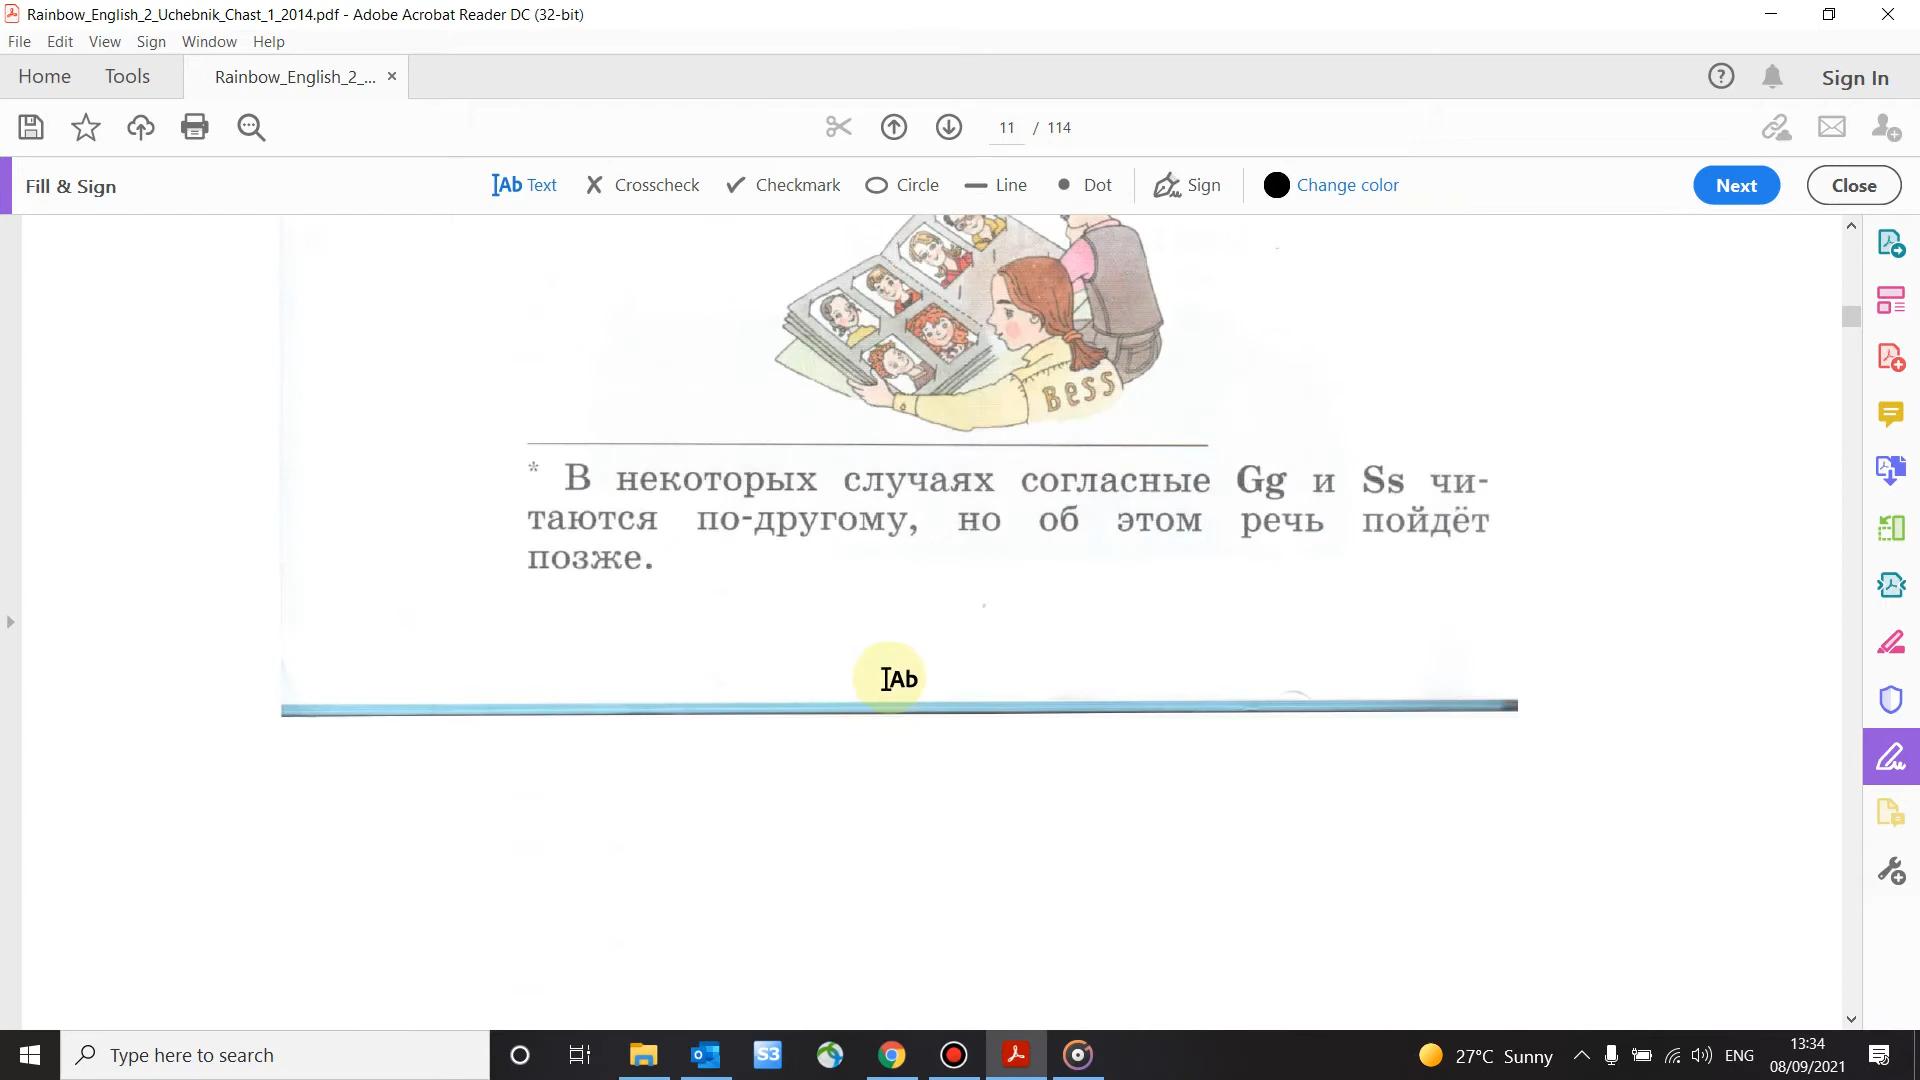 Rainbow_English_2_Uchebnik_Chast_1_2014.pdf - Adobe Acrobat Reader DC (32-bit)
File Edit View Sign Window Help
Home Tools Rainbow_English_2_... × Sign In
11 / 114
Fill & Sign Ab Text Crosscheck Checkmark Circle Line Dot Sign Change color Next Close
Bess
* В некоторых случаях согласные Gg и Ss чи-
таются по-другому, но об этом речь пойдёт
позже.
Ab
Type here to search S3 27°C Sunny ENG 13:34
08/09/2021